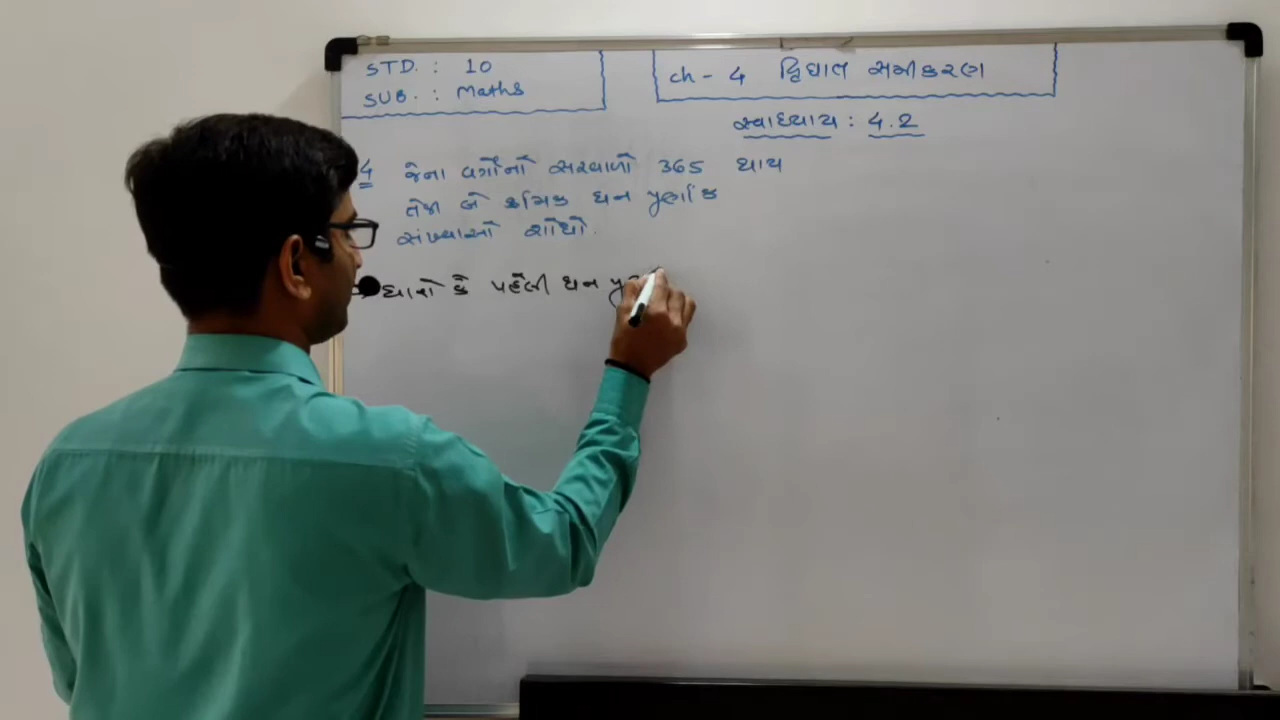 STD. : 10
SUB. : Maths
ch - 4 દ્વિઘાત સમીકરણ
સ્વાધ્યાય : 4.2
4 જેના વર્ગોનો સરવાળો 365 થાય
તેવા બે ક્રમિક ધન પુર્ણાંક
સંખ્યાઓ શોધો.
ધારો કે પહેલી ધન